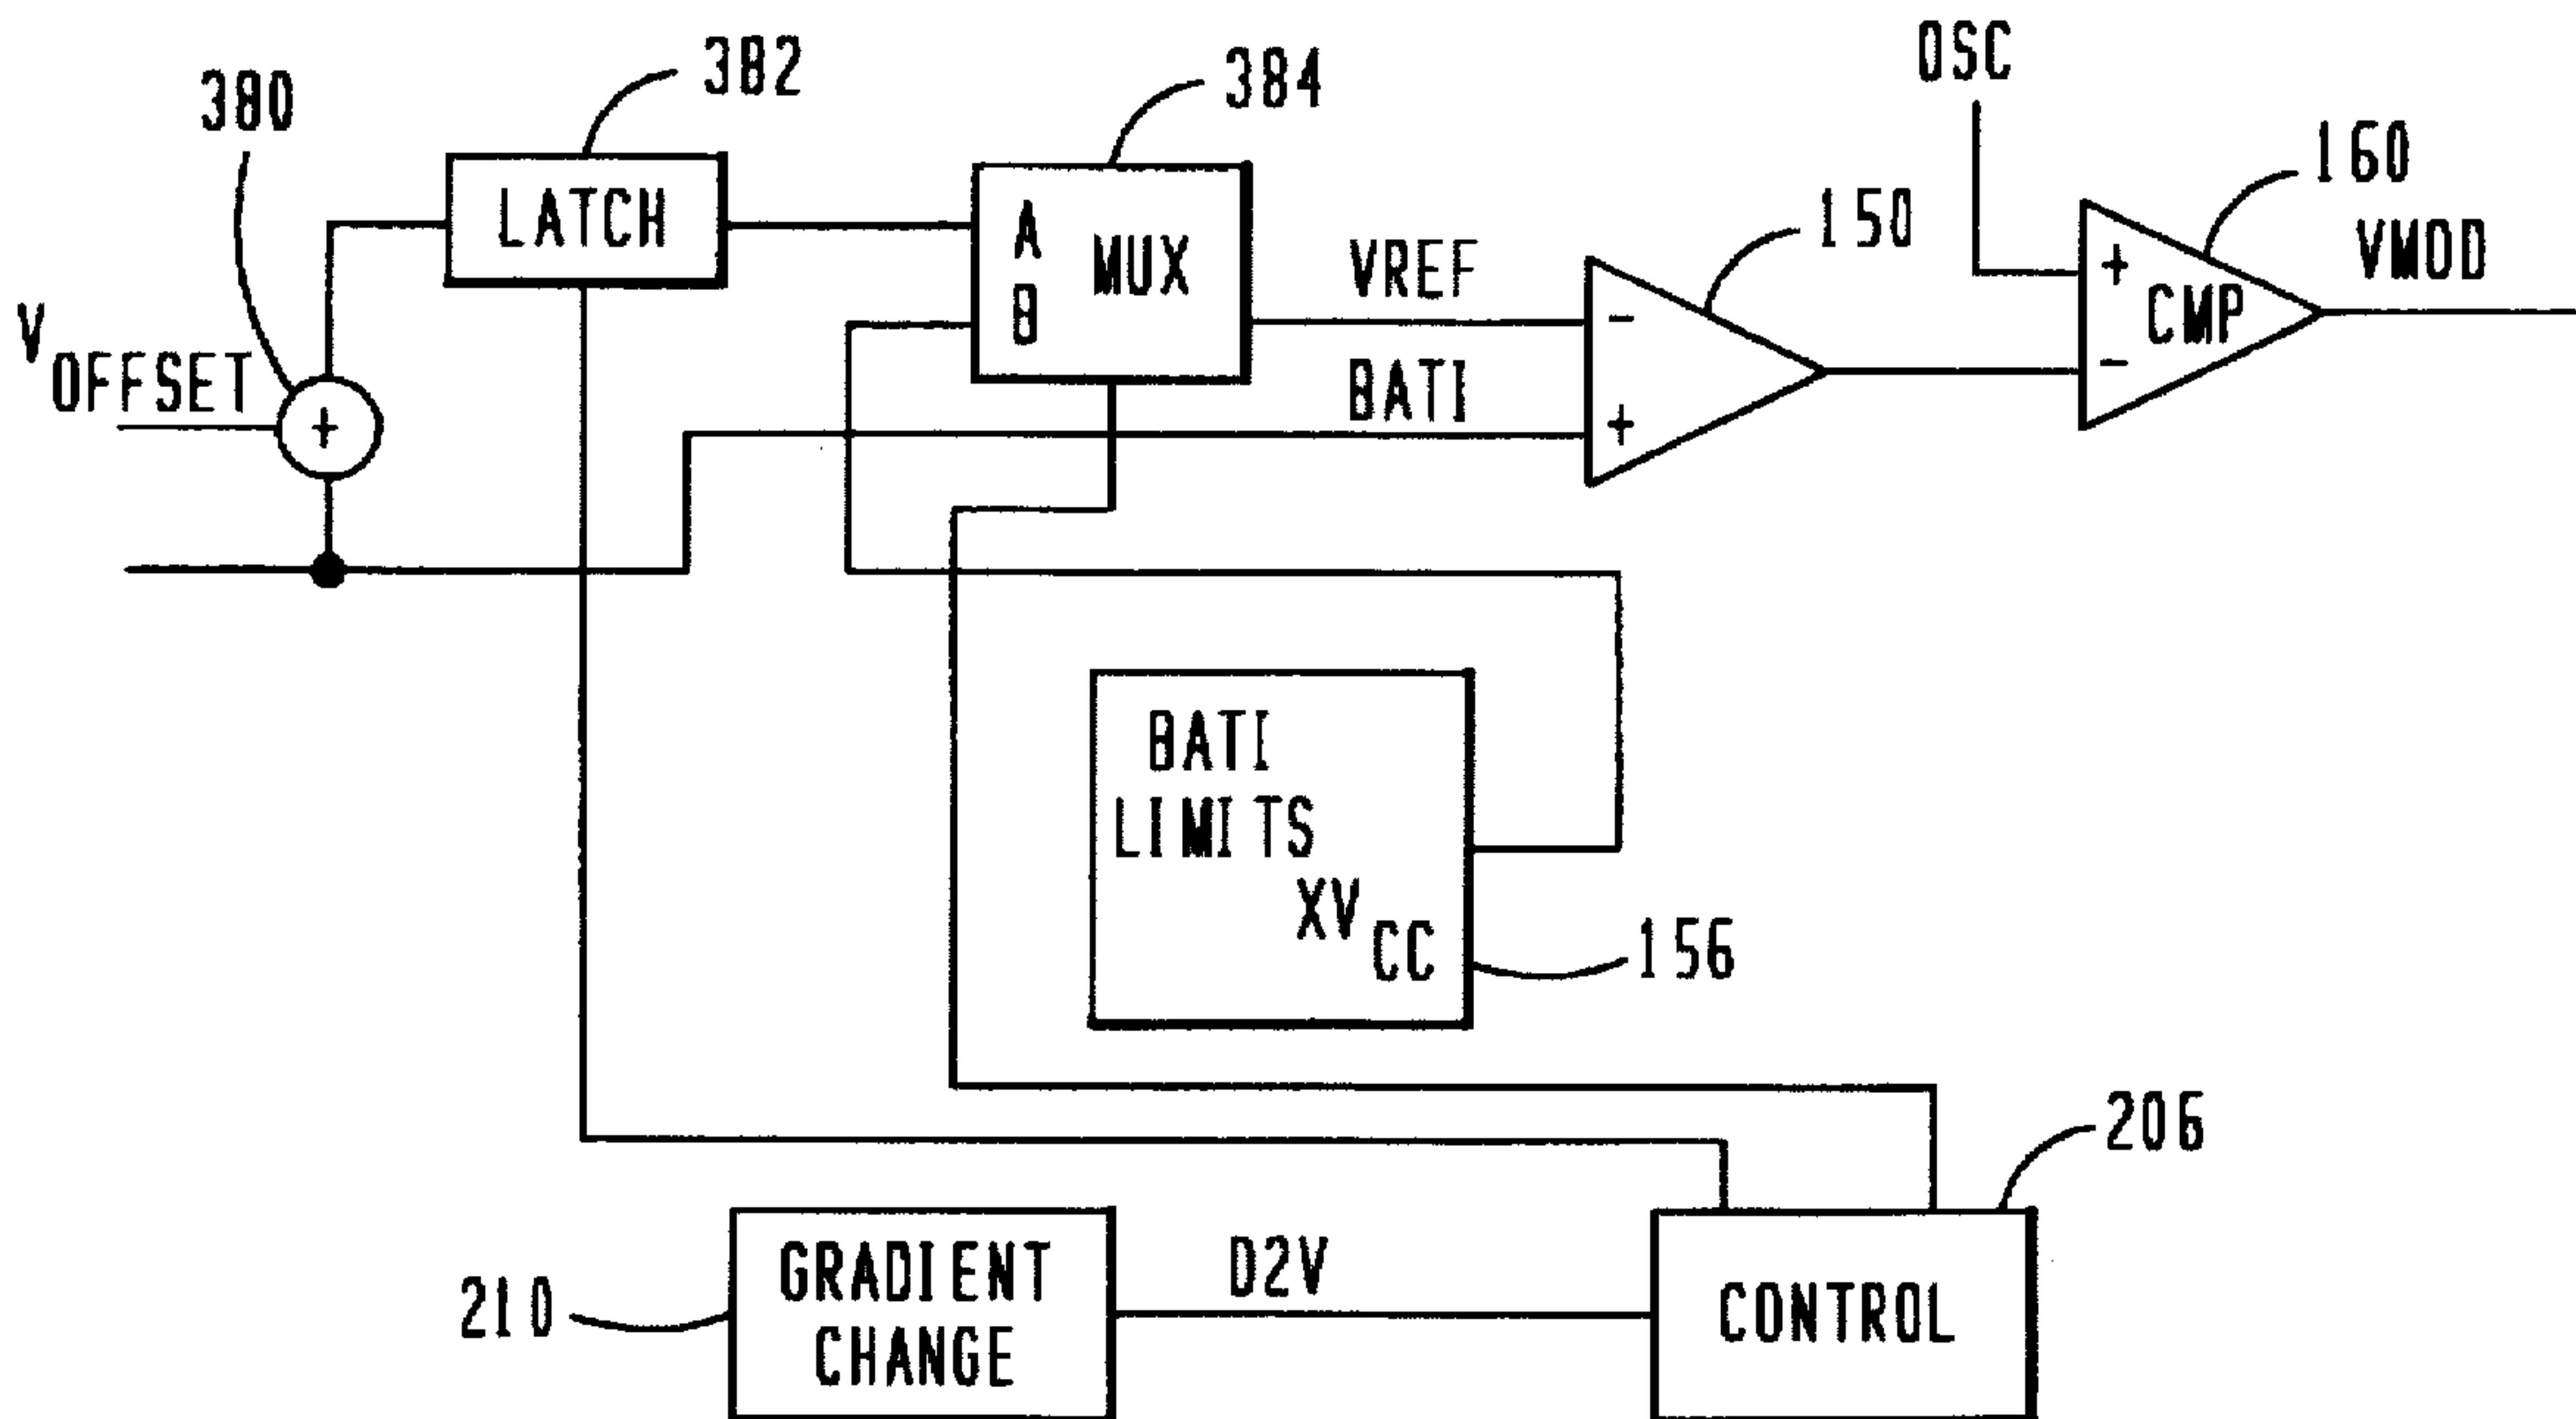 380
382
384
OSC
160
LATCH
A
B
MUX
VREF
150
+
CMP
-
VMOD
V OFFSET
+
-
BATI
+
BATI
LIMITS
XV CC
156
206
210
GRADIENT
CHANGE
D2V
CONTROL